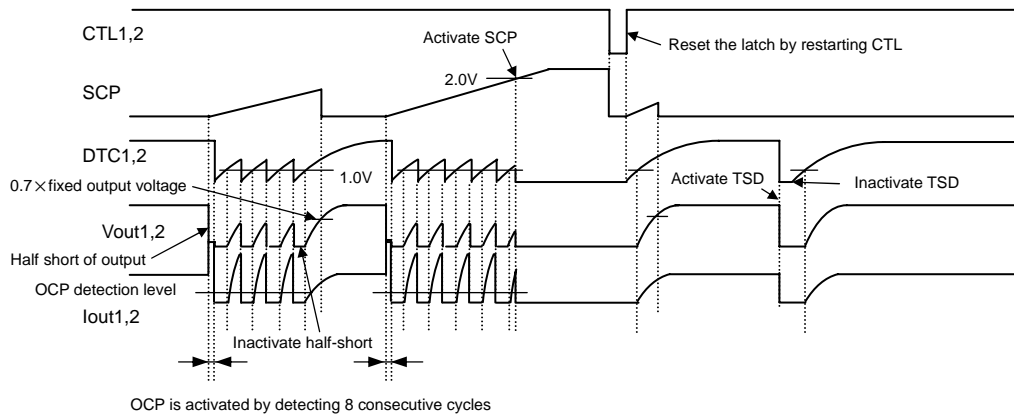 CTL1,2
Activate SCP
Reset the latch by restarting CTL
2.0V
SCP
DTC1,2
1.0V
0.7×fixed output voltage
Activate TSD
Inactivate TSD
Vout1,2
Half short of output
OCP detection level
Iout1,2
Inactivate half-short
OCP is activated by detecting 8 consecutive cycles